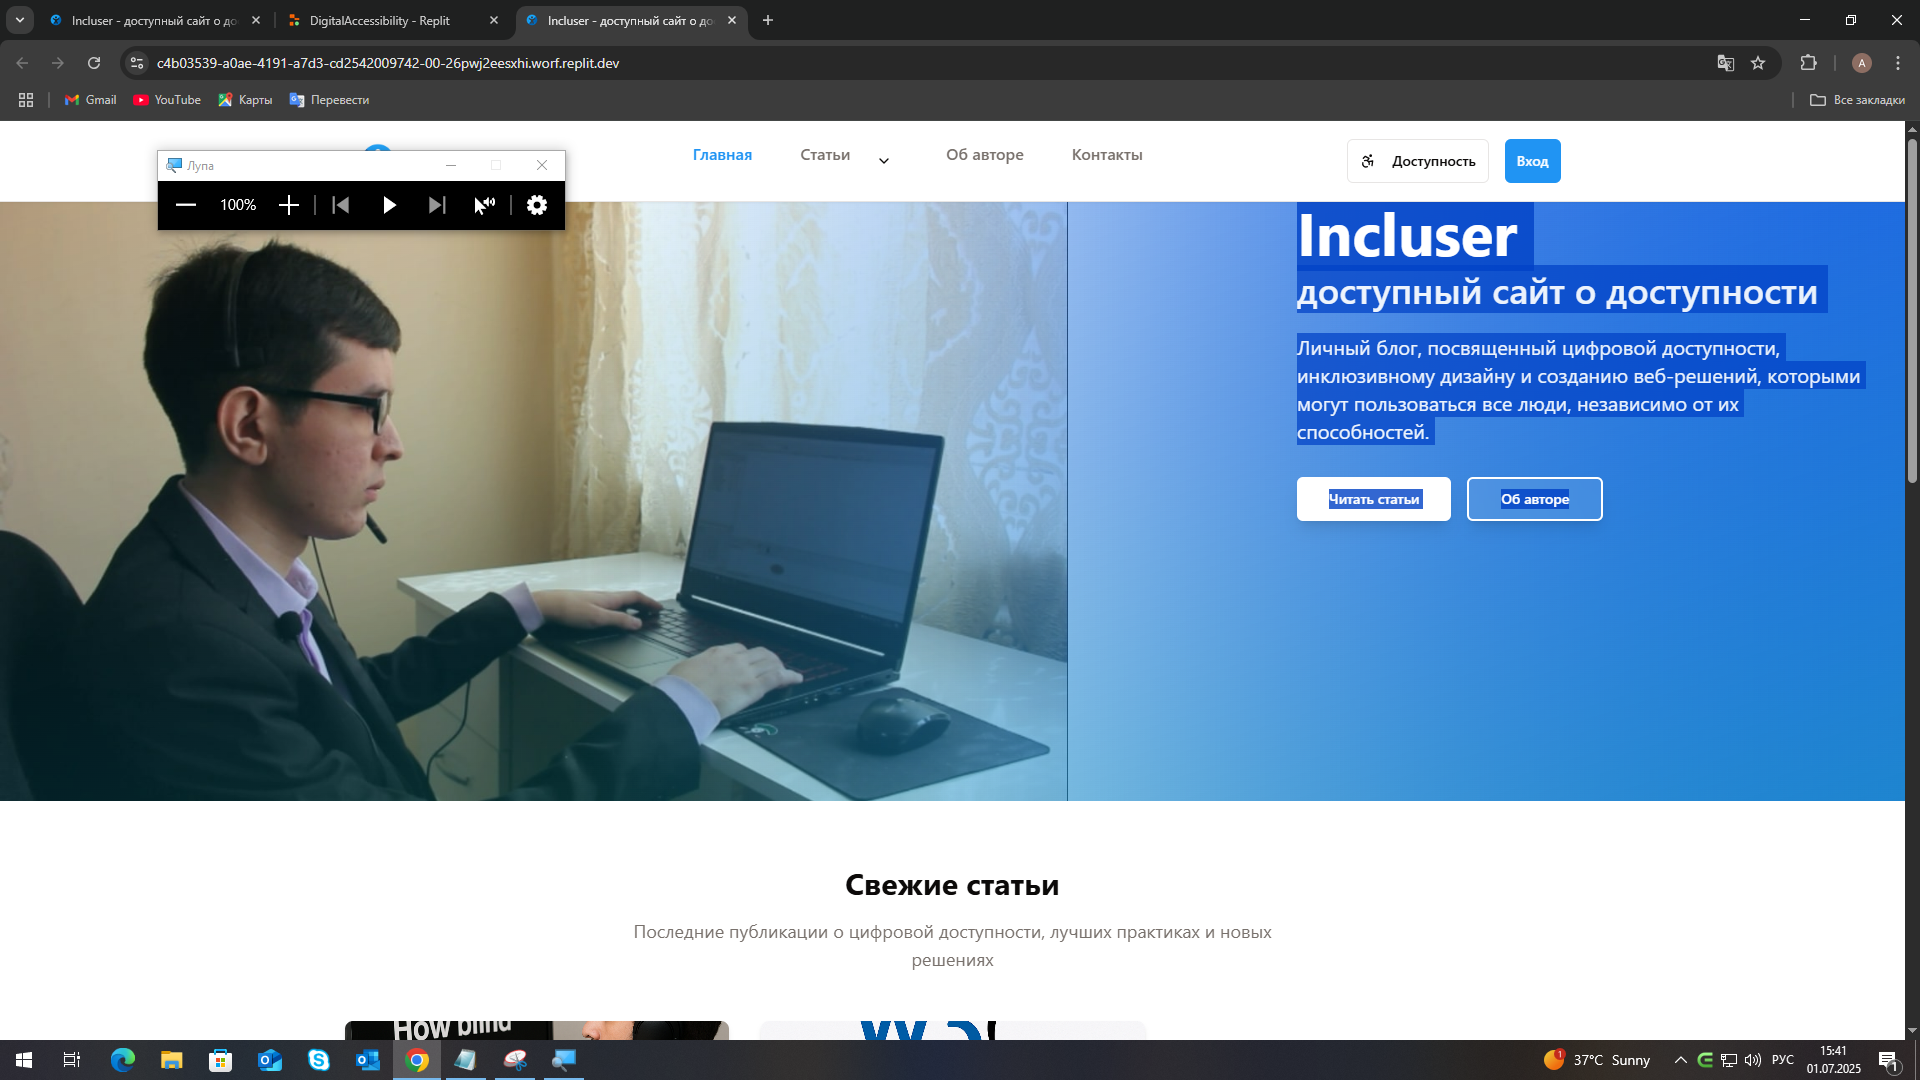 Incluser - доступный сайт о до
DigitalAccessibility - Replit
Incluser - доступный сайт о до
c4b03539-a0ae-4191-a7d3-cd2542009742-00-26pwj2eesxhi.worf.replit.dev
A
Gmail
YouTube
Карты
Перевести
Все закладки
Лупа
100%
Главная
Статьи
Об авторе
Контакты
Доступность
Вход
Incluser
доступный сайт о доступности
Личный блог, посвященный цифровой доступности,
инклюзивному дизайну и созданию веб-решений, которыми
могут пользоваться все люди, независимо от их
способностей.
Читать статьи
Об авторе
Свежие статьи
Последние публикации о цифровой доступности, лучших практиках и новых
решениях
How blind
1
37°C Sunny
РУС
15:41
01.07.2025
1